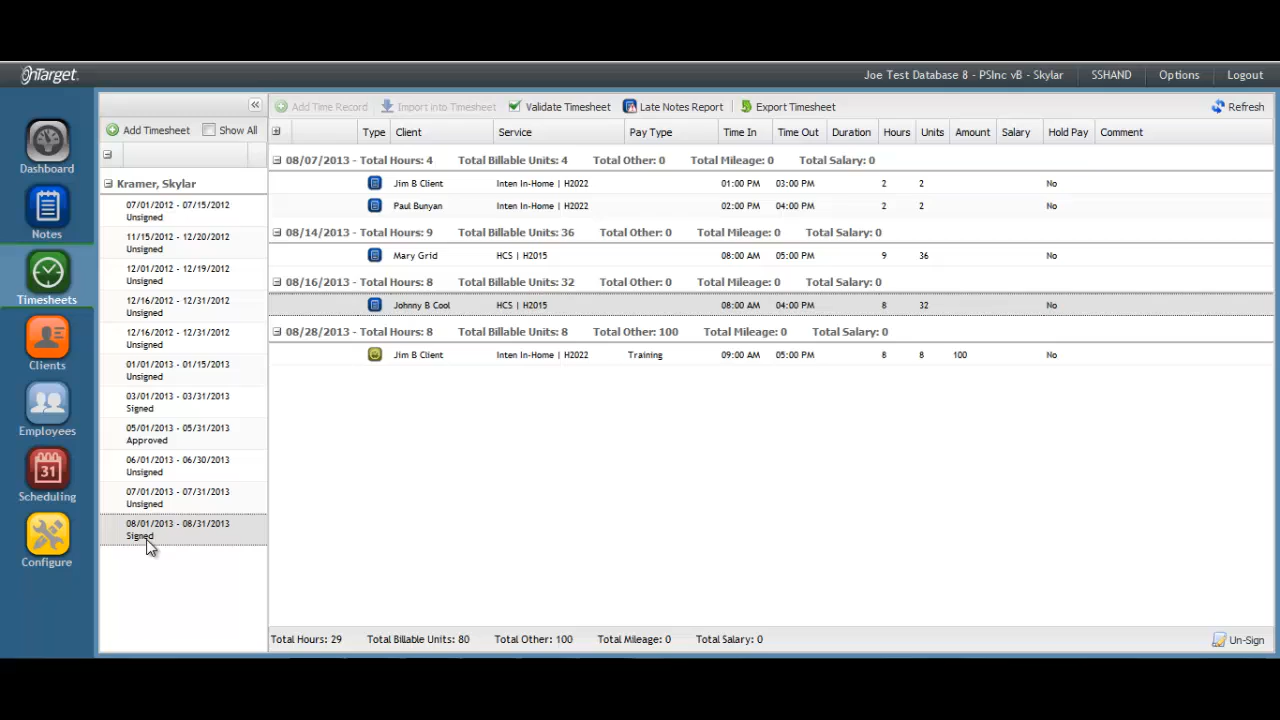 OnTarget.
Joe Test Database 8 - PSInc vB - Skylar SSHAND Options Logout
Dashboard
Notes
Timesheets
Clients
Employees
31
Scheduling
Configure
Add Timesheet Show All
Kramer, Skylar
07/01/2012 - 07/15/2012
Unsigned
11/15/2012 - 12/20/2012
Unsigned
12/01/2012 - 12/19/2012
Unsigned
12/16/2012 - 12/31/2012
Unsigned
12/16/2012 - 12/31/2012
Unsigned
01/01/2013 - 01/15/2013
Unsigned
03/01/2013 - 03/31/2013
Signed
05/01/2013 - 05/31/2013
Approved
06/01/2013 - 06/30/2013
Unsigned
07/01/2013 - 07/31/2013
Unsigned
08/01/2013 - 08/31/2013
Signed
Add Time Record Import into Timesheet Validate Timesheet Late Notes Report Export Timesheet Refresh
Type Client Service Pay Type Time In Time Out Duration Hours Units Amount Salary Hold Pay Comment
08/07/2013 - Total Hours: 4 Total Billable Units: 4 Total Other: 0 Total Mileage: 0 Total Salary: 0
Jim B Client Inten In-Home | H2022 01:00 PM 03:00 PM 2 2 No
Paul Bunyan Inten In-Home | H2022 02:00 PM 04:00 PM 2 2 No
08/14/2013 - Total Hours: 9 Total Billable Units: 36 Total Other: 0 Total Mileage: 0 Total Salary: 0
Mary Grid HCS | H2015 08:00 AM 05:00 PM 9 36 No
08/16/2013 - Total Hours: 8 Total Billable Units: 32 Total Other: 0 Total Mileage: 0 Total Salary: 0
Johnny B Cool HCS | H2015 08:00 AM 04:00 PM 8 32 No
08/28/2013 - Total Hours: 8 Total Billable Units: 8 Total Other: 100 Total Mileage: 0 Total Salary: 0
Jim B Client Inten In-Home | H2022 Training 09:00 AM 05:00 PM 8 8 100 No
Total Hours: 29 Total Billable Units: 80 Total Other: 100 Total Mileage: 0 Total Salary: 0 Un-Sign